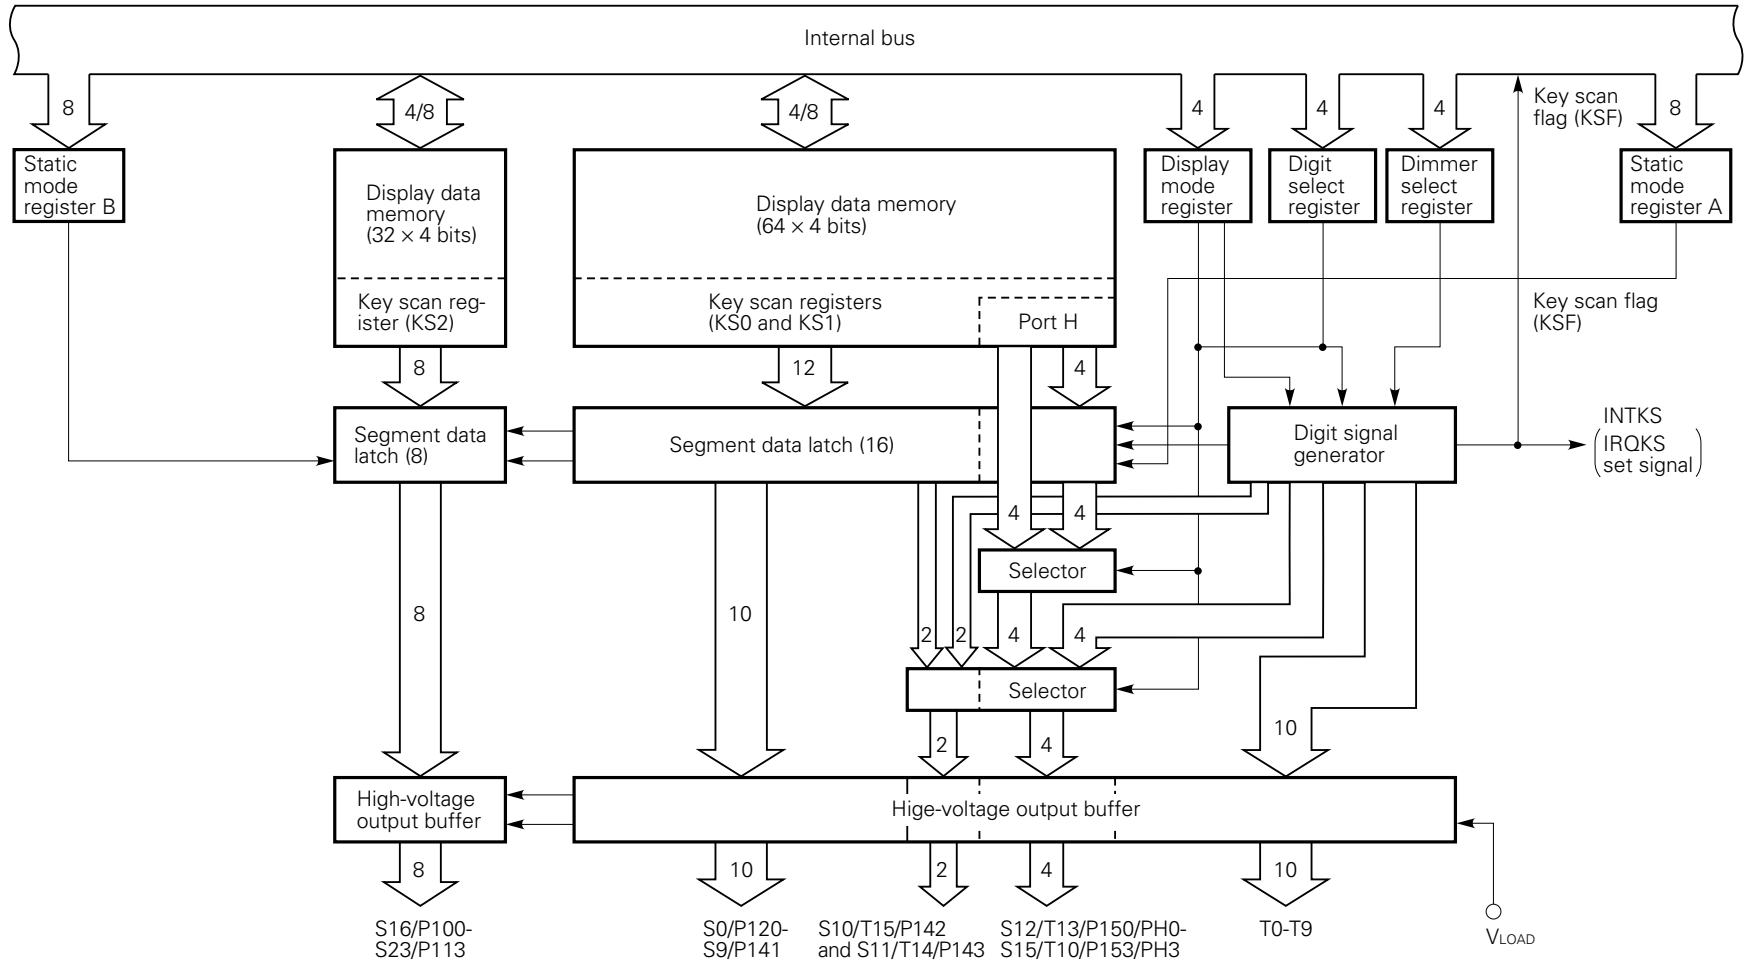 Internal bus
8
4/8
4/8
4
4
4
Key scan
flag (KSF)
8
Static
mode
register B
Display data
memory
(32 × 4 bits)
Display data memory
(64 × 4 bits)
Display
mode
register
Digit
select
register
Dimmer
select
register
Static
mode
register A
Key scan reg-
ister (KS2)
Key scan registers
(KS0 and KS1)
Port H
Key scan flag
(KSF)
8
12
4
Segment data
latch (8)
Segment data latch (16)
Digit signal
generator
INTKS
(IRQKS
set signal)
4
4
Selector
8
10
2
2
4
4
Selector
2
4
10
High-voltage
output buffer
Hige-voltage output buffer
8
10
2
4
10
S16/P100-
S23/P113
S0/P120-
S9/P141
S10/T15/P142
and S11/T14/P143
S12/T13/P150/PH0-
S15/T10/P153/PH3
T0-T9
VLOAD